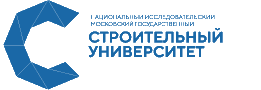 НАЦИОНАЛЬНЫЙ ИССЛЕДОВАТЕЛЬСКИЙ
МОСКОВСКИЙ ГОСУДАРСТВЕННЫЙ
СТРОИТЕЛЬНЫЙ
УНИВЕРСИТЕТ